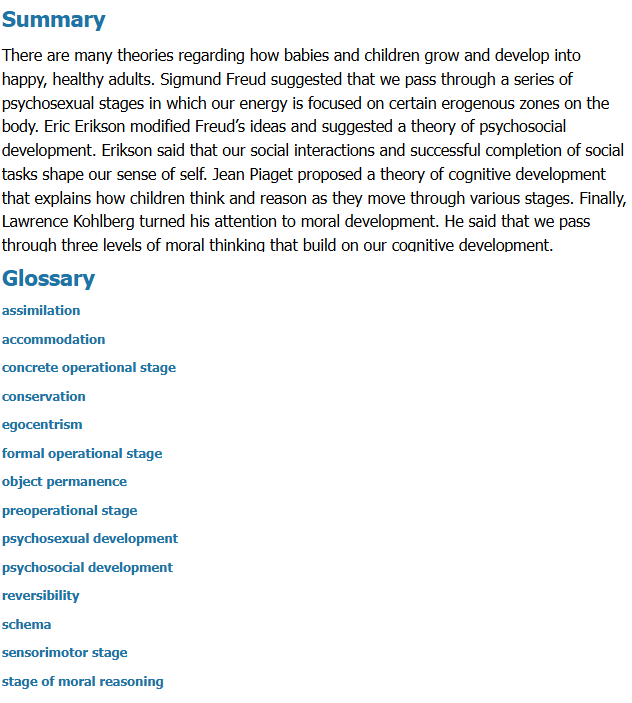 Summary
There are many theories regarding how babies and children grow and develop into
happy, healthy adults. Sigmund Freud suggested that we pass through a series of
psychosexual stages in which our energy is focused on certain erogenous zones on the
body. Eric Erikson modified Freud’s ideas and suggested a theory of psychosocial
development. Erikson said that our social interactions and successful completion of social
tasks shape our sense of self. Jean Piaget proposed a theory of cognitive development
that explains how children think and reason as they move through various stages. Finally,
Lawrence Kohlberg turned his attention to moral development. He said that we pass
through three levels of moral thinking that build on our cognitive development.
Glossary
assimilation
accommodation
concrete operational stage
conservation
egocentrism
formal operational stage
object permanence
preoperational stage
psychosexual development
psychosocial development
reversibility
schema
sensorimotor stage
stage of moral reasoning